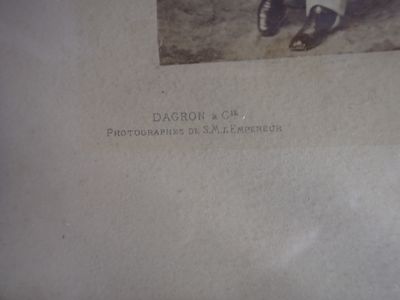 DAGRON & CIE
PHOTOGRAPHES DE S.M. L'EMPEREUR